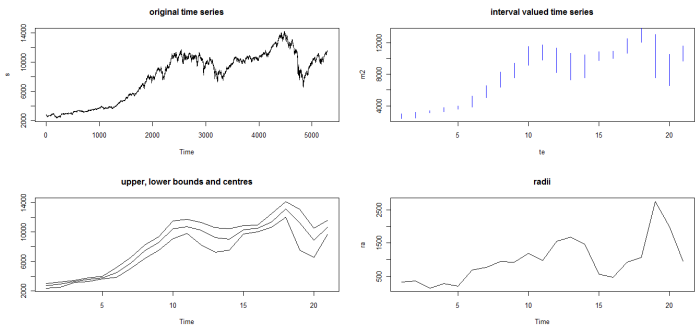 original time series
s
2000 6000 10000 14000
0 1000 2000 3000 4000 5000
Time
interval valued time series
m2
4000 8000 12000
5 10 15 20
te
upper, lower bounds and centres
2000 6000 10000 14000
5 10 15 20
Time
radii
ra
500 1500 2500
5 10 15 20
Time